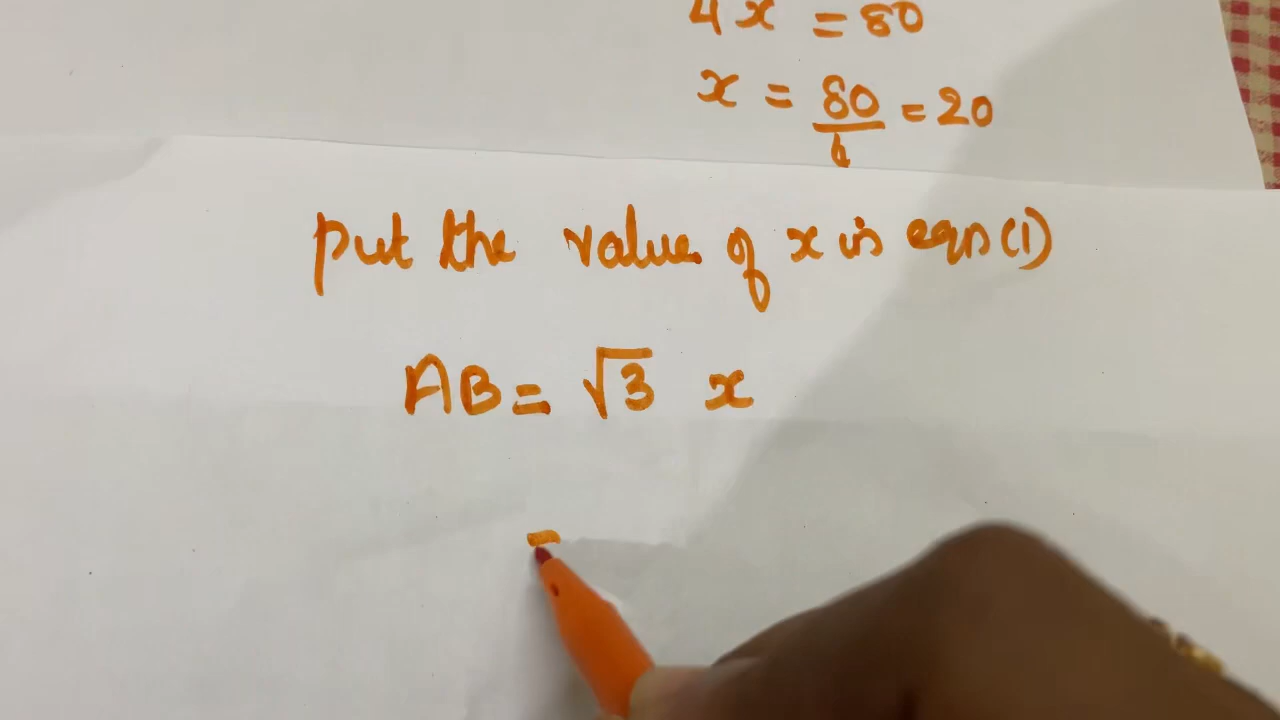 4x = 80
x = 80/4 = 20
put the value of x in eqn (1)
AB = √3 x
=